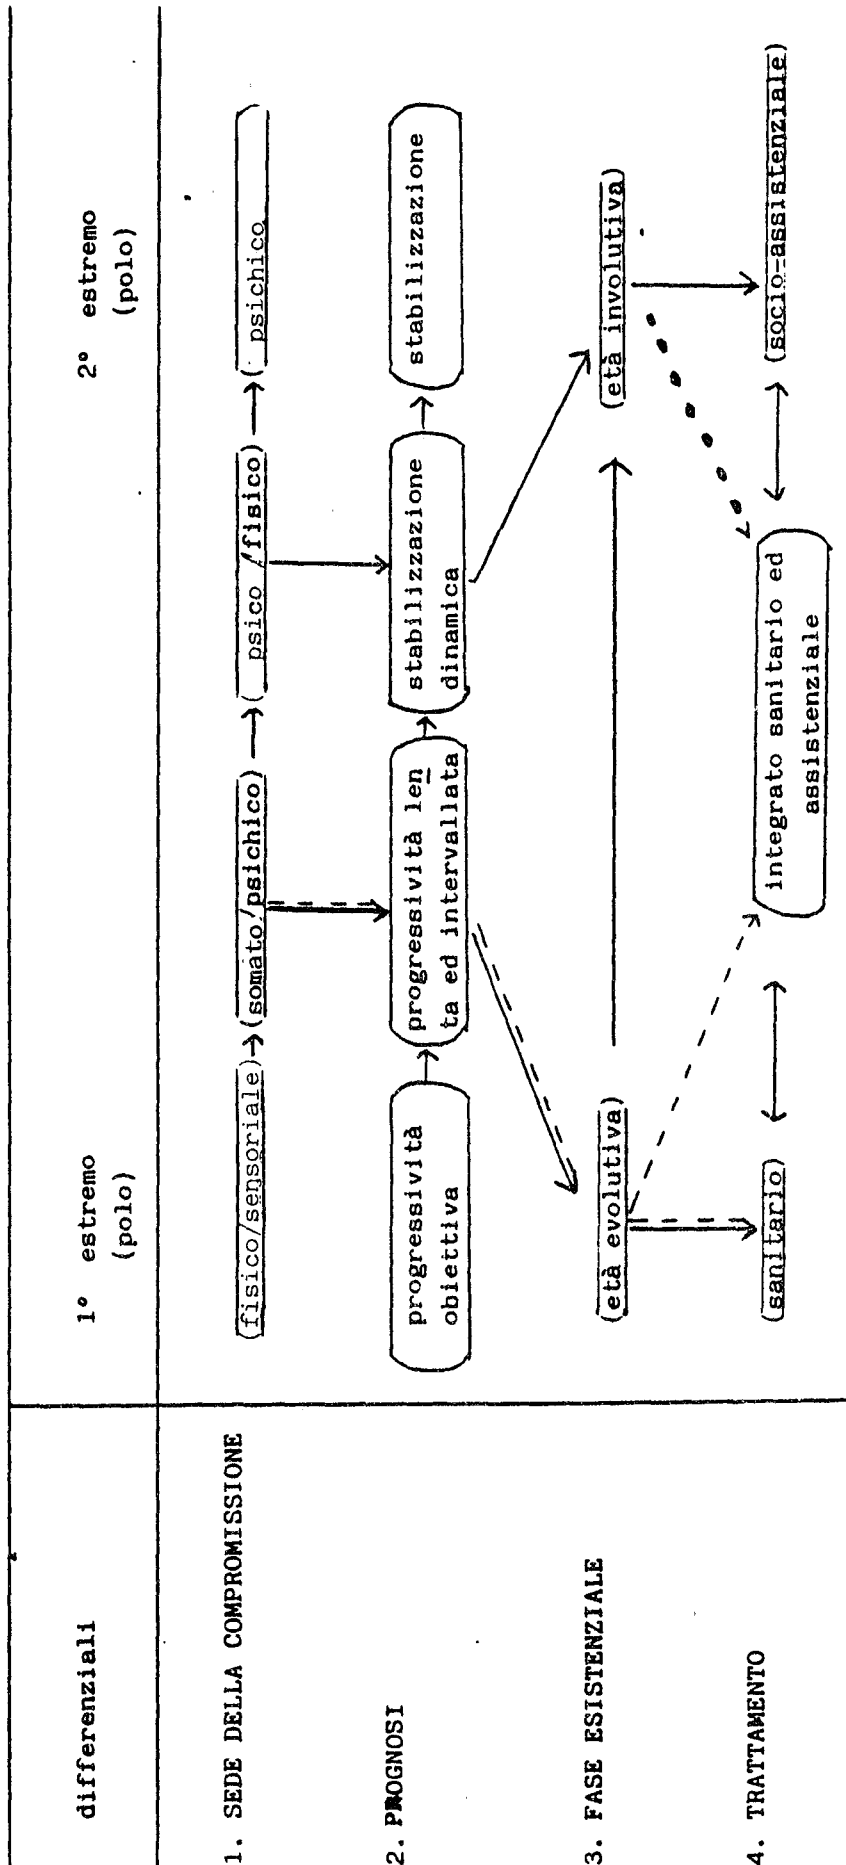 differenziali 1° estremo 2° estremo
(polo) (polo)
1. SEDE DELLA COMPROMISSIONE (fisico/sensoriale) (somato/psichico) (psico/fisico) (psichico
2. PROGNOSI
progressività
obiettiva
progressività len
ta ed intervallata
stabilizzazione
dinamica
stabilizzazione
3. FASE ESISTENZIALE (età evolutiva) (età involutiva)
4. TRATTAMENTO (sanitario)
integrato sanitario ed
assistenziale
(socio-assistenziale)